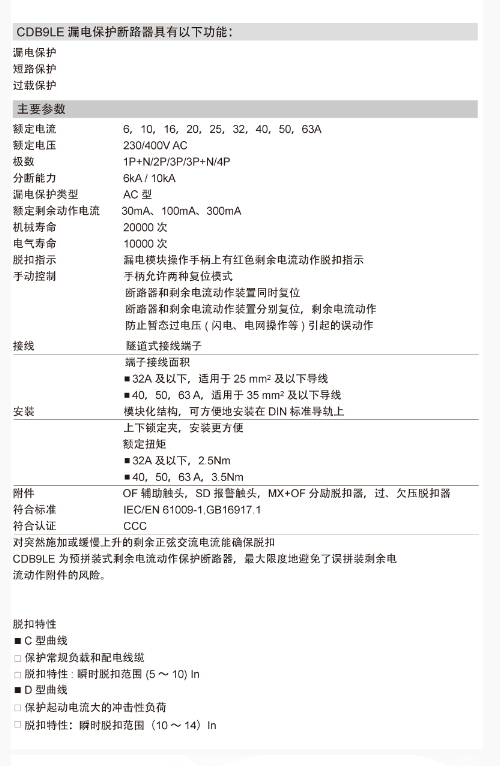 CDB9LE 漏电保护断路器具有以下功能：
漏电保护
短路保护
过载保护
主要参数
额定电流 6，10，16，20，25，32，40，50，63A
额定电压 230/400V AC
极数 1P+N/2P/3P/3P+N/4P
分断能力 6kA / 10kA
漏电保护类型 AC 型
额定剩余动作电流 30mA、100mA、300mA
机械寿命 20000 次
电气寿命 10000 次
脱扣指示 漏电模块操作手柄上有红色剩余电流动作脱扣指示
手动控制 手柄允许两种复位模式
断路器和剩余电流动作装置同时复位
断路器和剩余电流动作装置分别复位，剩余电流动作
防止暂态过电压 ( 闪电、电网操作等 ) 引起的误动作
接线 隧道式接线端子
端子接线面积
■ 32A 及以下，适用于 25 mm² 及以下导线
■ 40，50，63 A，适用于 35 mm² 及以下导线
安装 模块化结构，可方便地安装在 DIN 标准导轨上
上下锁定夹，安装更方便
额定扭矩
■ 32A 及以下，2.5Nm
■ 40，50，63 A，3.5Nm
附件 OF 辅助触头，SD 报警触头，MX+OF 分励脱扣器，过、欠压脱扣器
符合标准 IEC/EN 61009-1,GB16917.1
符合认证 CCC
对突然施加或缓慢上升的剩余正弦交流电流能确保脱扣
CDB9LE 为预拼装式剩余电流动作保护断路器，最大限度地避免了误拼装剩余电
流动作附件的风险。
脱扣特性
■ C 型曲线
□ 保护常规负载和配电线缆
□ 脱扣特性 : 瞬时脱扣范围 (5 ～ 10) In
■ D 型曲线
□ 保护起动电流大的冲击性负荷
□ 脱扣特性：瞬时脱扣范围（10 ～ 14）In